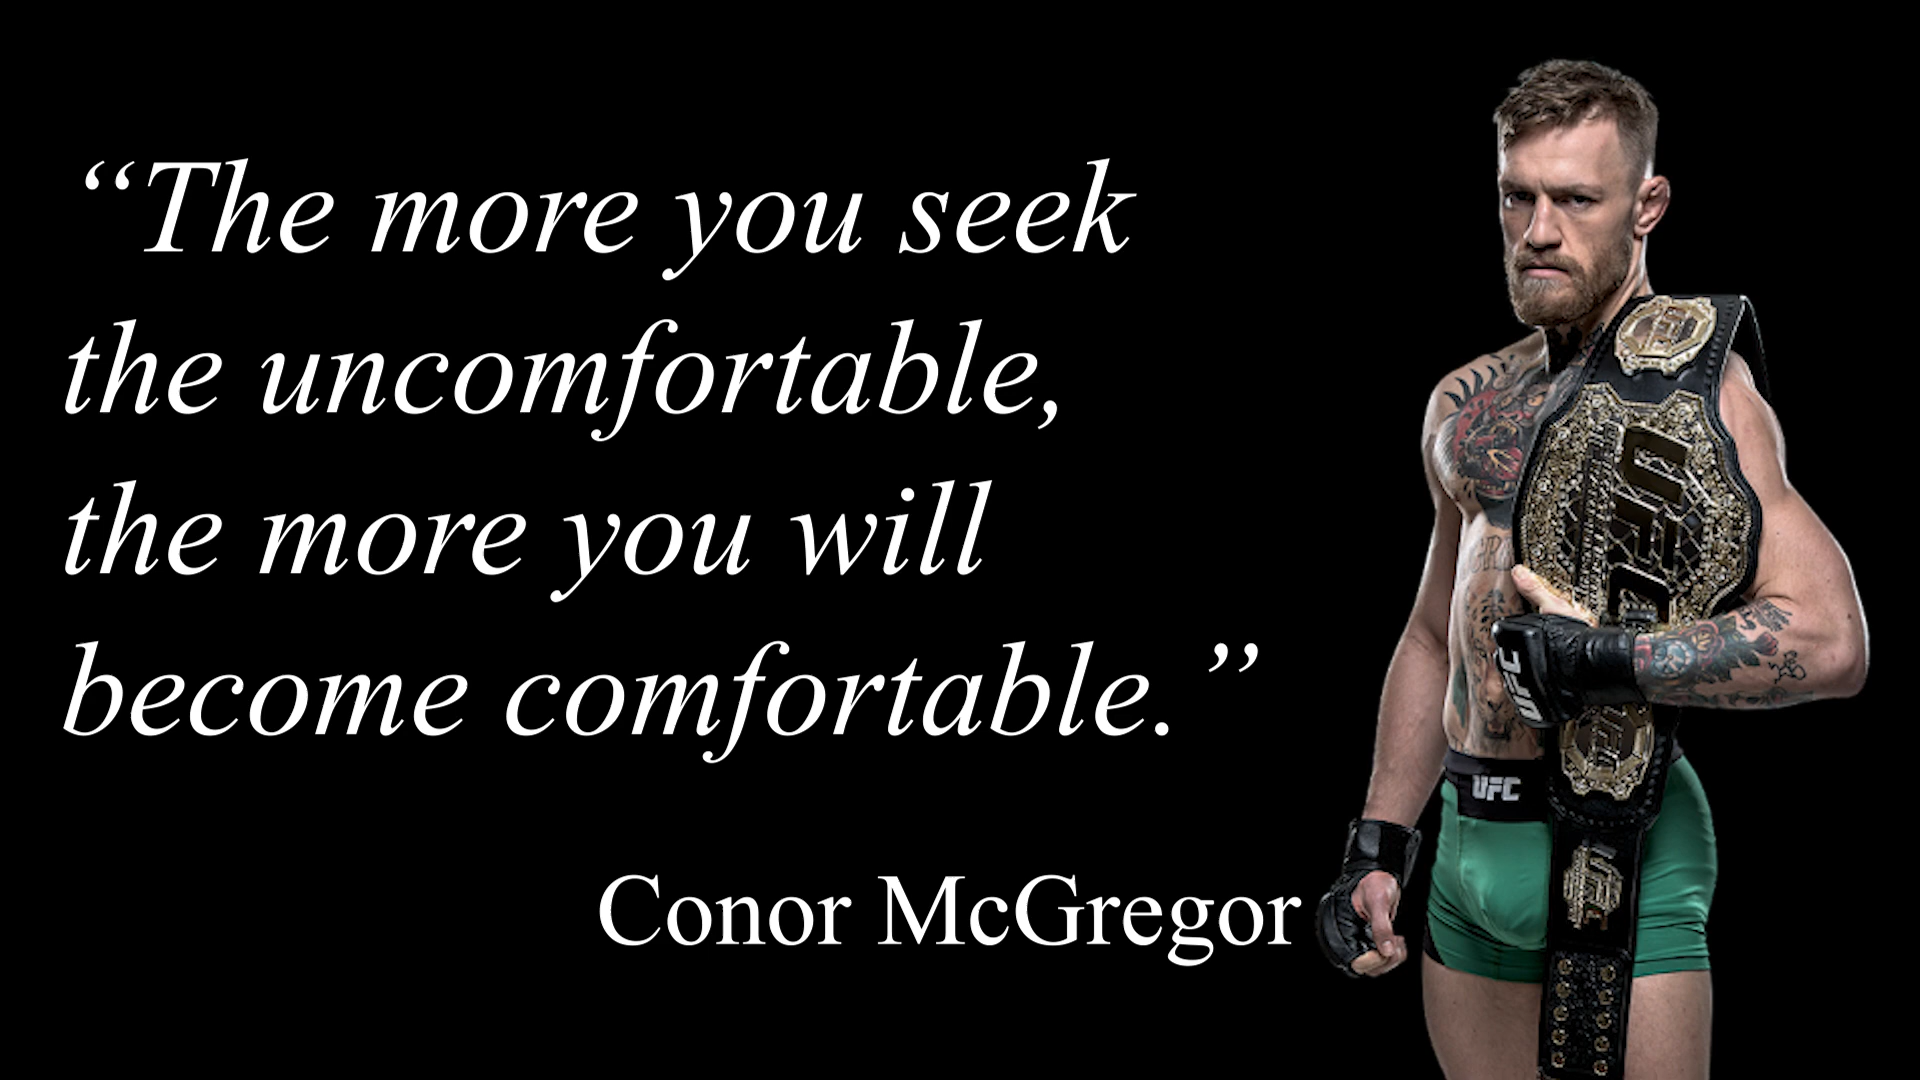 “The more you seek
the uncomfortable,
the more you will
become comfortable.”
Conor McGregor
UFC
UFC
UFC